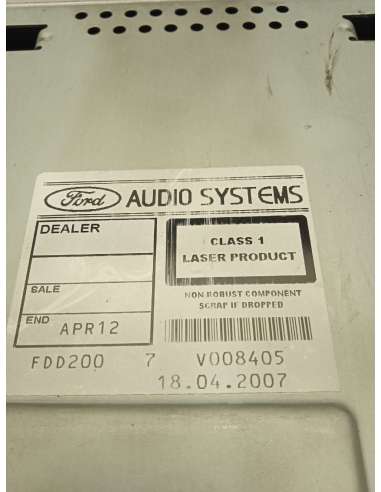 Ford AUDIO SYSTEMS
DEALER
CLASS 1
LASER PRODUCT
SALE
NON ROBUST COMPONENT
SCRAP IF DROPPED
END APR12
FDD200 7 V008405
18.04.2007